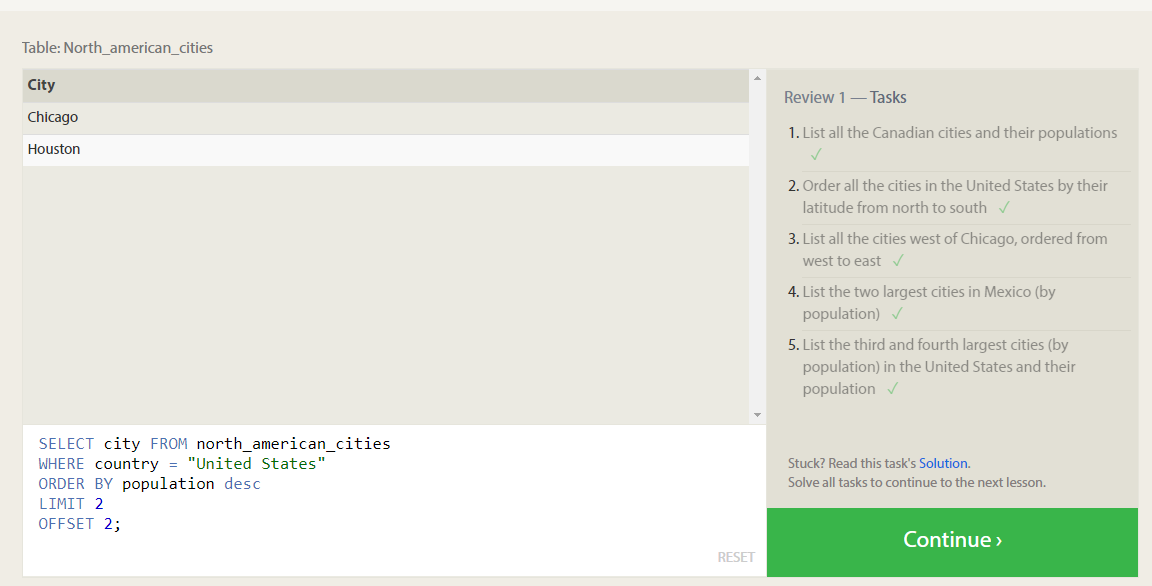 Table: North_american_cities
City
Chicago
Houston
SELECT city FROM north_american_cities
WHERE country = "United States"
ORDER BY population desc
LIMIT 2
OFFSET 2;
RESET
Review 1 — Tasks
1. List all the Canadian cities and their populations
✓
2. Order all the cities in the United States by their
latitude from north to south ✓
3. List all the cities west of Chicago, ordered from
west to east ✓
4. List the two largest cities in Mexico (by
population) ✓
5. List the third and fourth largest cities (by
population) in the United States and their
population ✓
Stuck? Read this task's Solution.
Solve all tasks to continue to the next lesson.
Continue ›